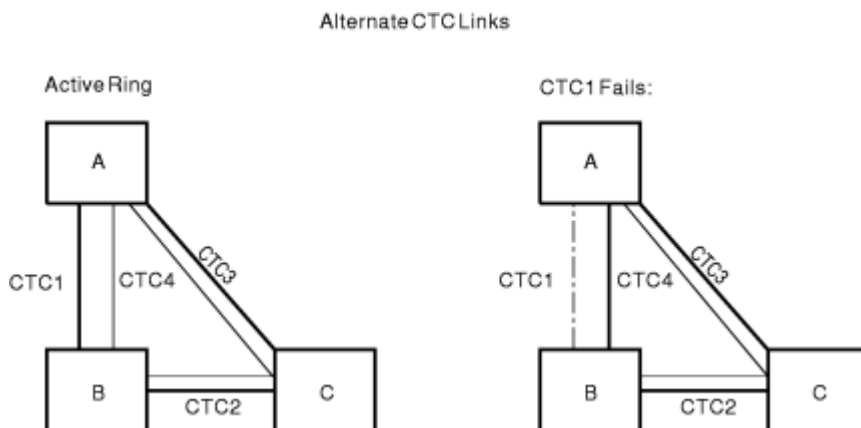 Alternate CTC Links
Active Ring
CTC1 Fails:
A
A
CTC1
CTC4
CTC3
CTC1
CTC4
CTC3
B
CTC2
C
B
CTC2
C